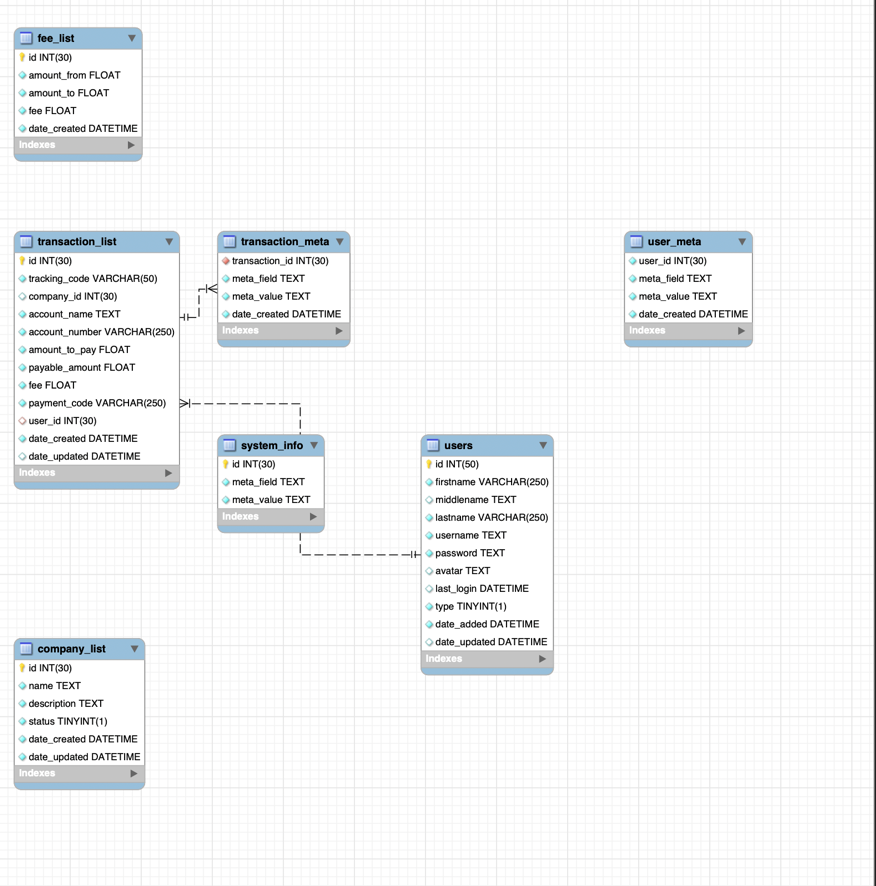 fee_list
id INT(30)
amount_from FLOAT
amount_to FLOAT
fee FLOAT
date_created DATETIME
Indexes
transaction_list
id INT(30)
tracking_code VARCHAR(50)
company_id INT(30)
account_name TEXT
account_number VARCHAR(250)
amount_to_pay FLOAT
payable_amount FLOAT
fee FLOAT
payment_code VARCHAR(250)
user_id INT(30)
date_created DATETIME
date_updated DATETIME
Indexes
transaction_meta
transaction_id INT(30)
meta_field TEXT
meta_value TEXT
date_created DATETIME
Indexes
user_meta
user_id INT(30)
meta_field TEXT
meta_value TEXT
date_created DATETIME
Indexes
system_info
id INT(30)
meta_field TEXT
meta_value TEXT
Indexes
users
id INT(50)
firstname VARCHAR(250)
middlename TEXT
lastname VARCHAR(250)
username TEXT
password TEXT
avatar TEXT
last_login DATETIME
type TINYINT(1)
date_added DATETIME
date_updated DATETIME
Indexes
company_list
id INT(30)
name TEXT
description TEXT
status TINYINT(1)
date_created DATETIME
date_updated DATETIME
Indexes